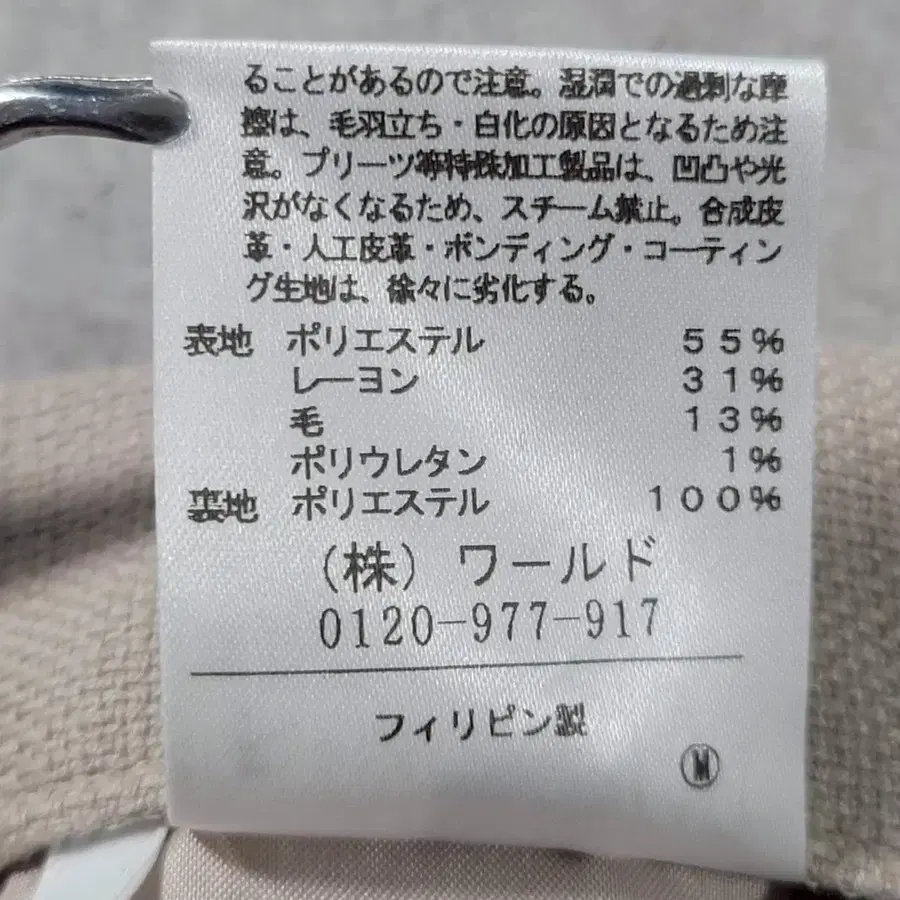 ることがあるので注意。湿潤での過剰な摩
擦は、毛羽立ち・白化の原因となるため注
意。プリーツ等特殊加工製品は、凹凸や光
沢がなくなるため、スチーム禁止。合成皮
革・人工皮革・ボンディング・コーティン
グ生地は、徐々に劣化する。
表地 ポリエステル 55%
レーヨン 31%
毛 13%
ポリウレタン 1%
裏地 ポリエステル 100%
(株) ワールド
0120-977-917
フィリピン製
Ⓜ